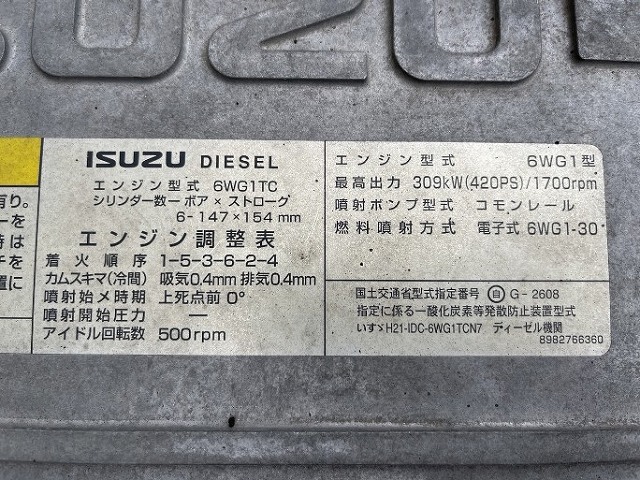 ISUZU
有り。
ーを
時は
チを
置に
ISUZU DIESEL
エンジン型式 6WG1TC
シリンダー数ーボア×ストローク
6-147×154mm
エンジン調整表
着火順序 1-5-3-6-2-4
カムスキマ(冷間) 吸気0.4mm 排気0.4mm
噴射始メ時期 上死点前 0°
噴射開始圧力 ―
アイドル回転数 500rpm
エンジン型式 6WG1型
最高出力 309kW(420PS)/1700rpm
噴射ポンプ型式 コモンレール
燃料噴射方式 電子式 6WG1-30
国土交通省型式指定番号 自 G-2608
指定に係る一酸化炭素等発散防止装置型式
いすゞH21-IDC-6WG1TCN7 ディーゼル機関
8982766360